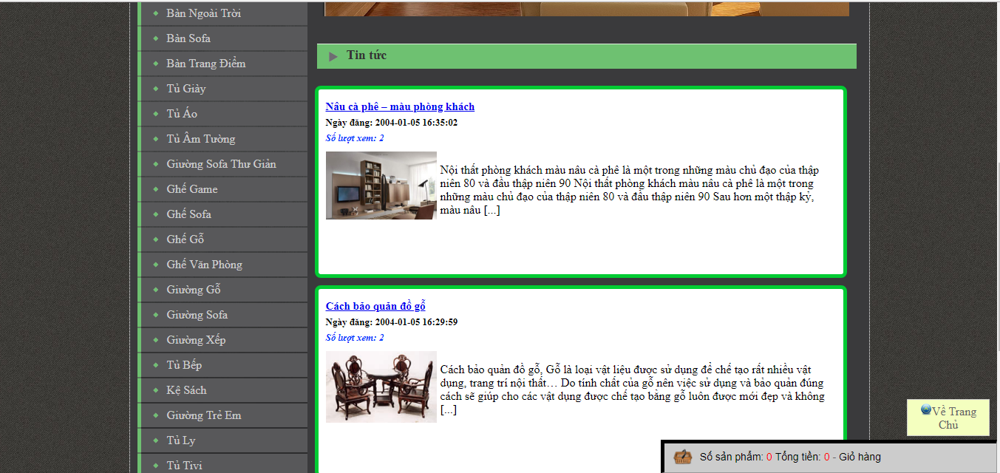 Bàn Ngoài Trời
Bàn Sofa
Bàn Trang Điểm
Tủ Giày
Tủ Áo
Tủ Âm Tường
Giường Sofa Thư Giản
Ghế Game
Ghế Sofa
Ghế Gỗ
Ghế Văn Phòng
Giường Gỗ
Giường Sofa
Giường Xếp
Tủ Bếp
Kệ Sách
Giường Trẻ Em
Tủ Ly
Tủ Tivi
Tin tức
Nâu cà phê – màu phòng khách
Ngày đăng: 2004-01-05 16:35:02
Số lượt xem: 2
Nội thất phòng khách màu nâu cà phê là một trong những màu chủ đạo của thập
niên 80 và đầu thập niên 90 Nội thất phòng khách màu nâu cà phê là một trong
những màu chủ đạo của thập niên 80 và đầu thập niên 90 Sau hơn một thập kỷ,
màu nâu [...]
Cách bảo quản đồ gỗ
Ngày đăng: 2004-01-05 16:29:59
Số lượt xem: 2
Cách bảo quản đồ gỗ, Gỗ là loại vật liệu được sử dụng để chế tạo rất nhiều vật
dụng, trang trí nội thất… Do tính chất của gỗ nên việc sử dụng và bảo quản đúng
cách sẽ giúp cho các vật dụng được chế tạo bằng gỗ luôn được mới đẹp và không
[...]
Về Trang
Chủ
Số sản phẩm: 0 Tổng tiền: 0 - Giỏ hàng